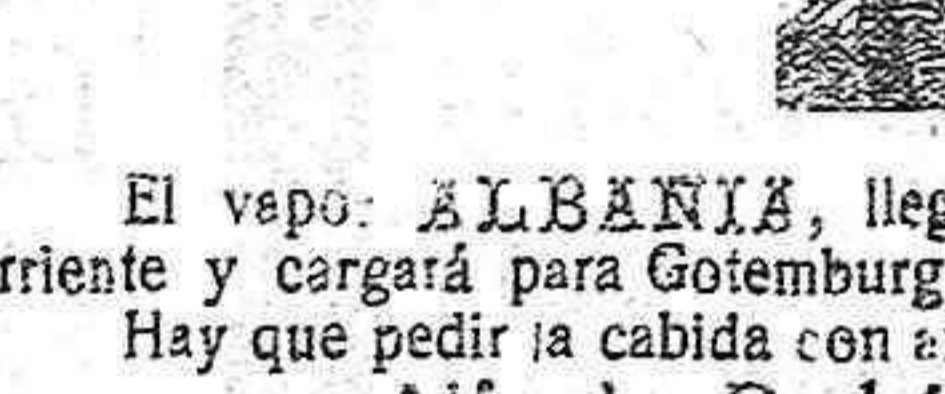 El vapor ALBANIA, lleg
rriente y cargará para Gotemburg
Hay que pedir la cabida con a